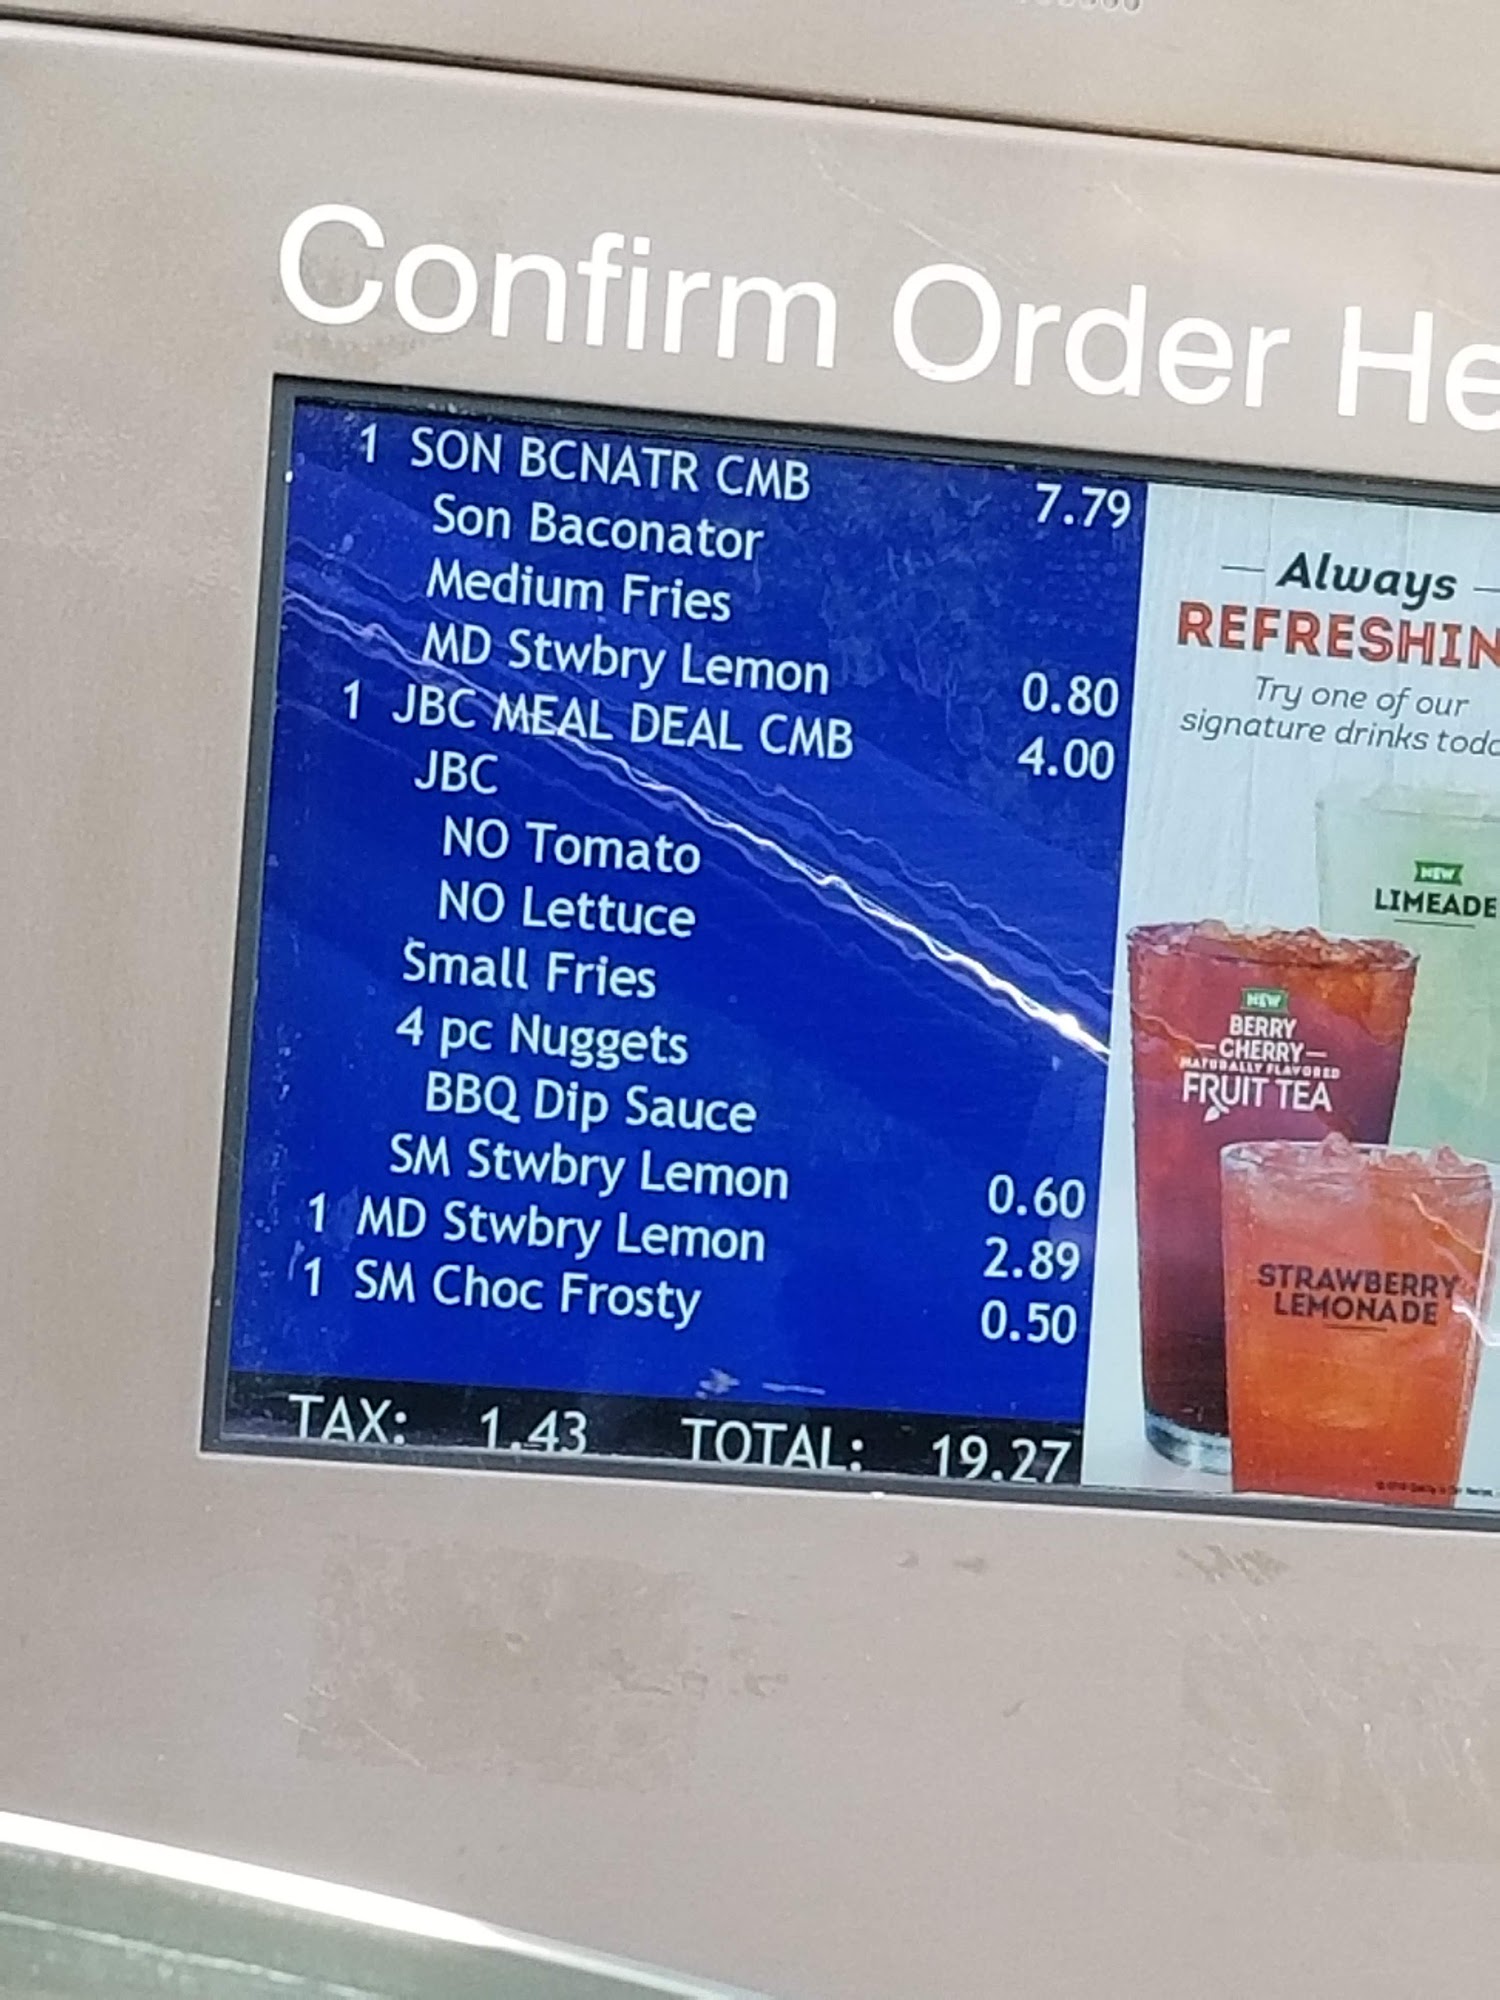 Confirm Order He
1 SON BCNATR CMB 7.79
Son Baconator
Medium Fries
MD Stwbry Lemon 0.80
1 JBC MEAL DEAL CMB 4.00
JBC
NO Tomato
NO Lettuce
Small Fries
4 pc Nuggets
BBQ Dip Sauce
SM Stwbry Lemon 0.60
1 MD Stwbry Lemon 2.89
1 SM Choc Frosty 0.50
TAX: 1.43 TOTAL: 19.27
Always
REFRESHIN
Try one of our
signature drinks toda
NEW
LIMEADE
NEW
BERRY
CHERRY
NATURALLY FLAVORED
FRUIT TEA
STRAWBERRY
LEMONADE